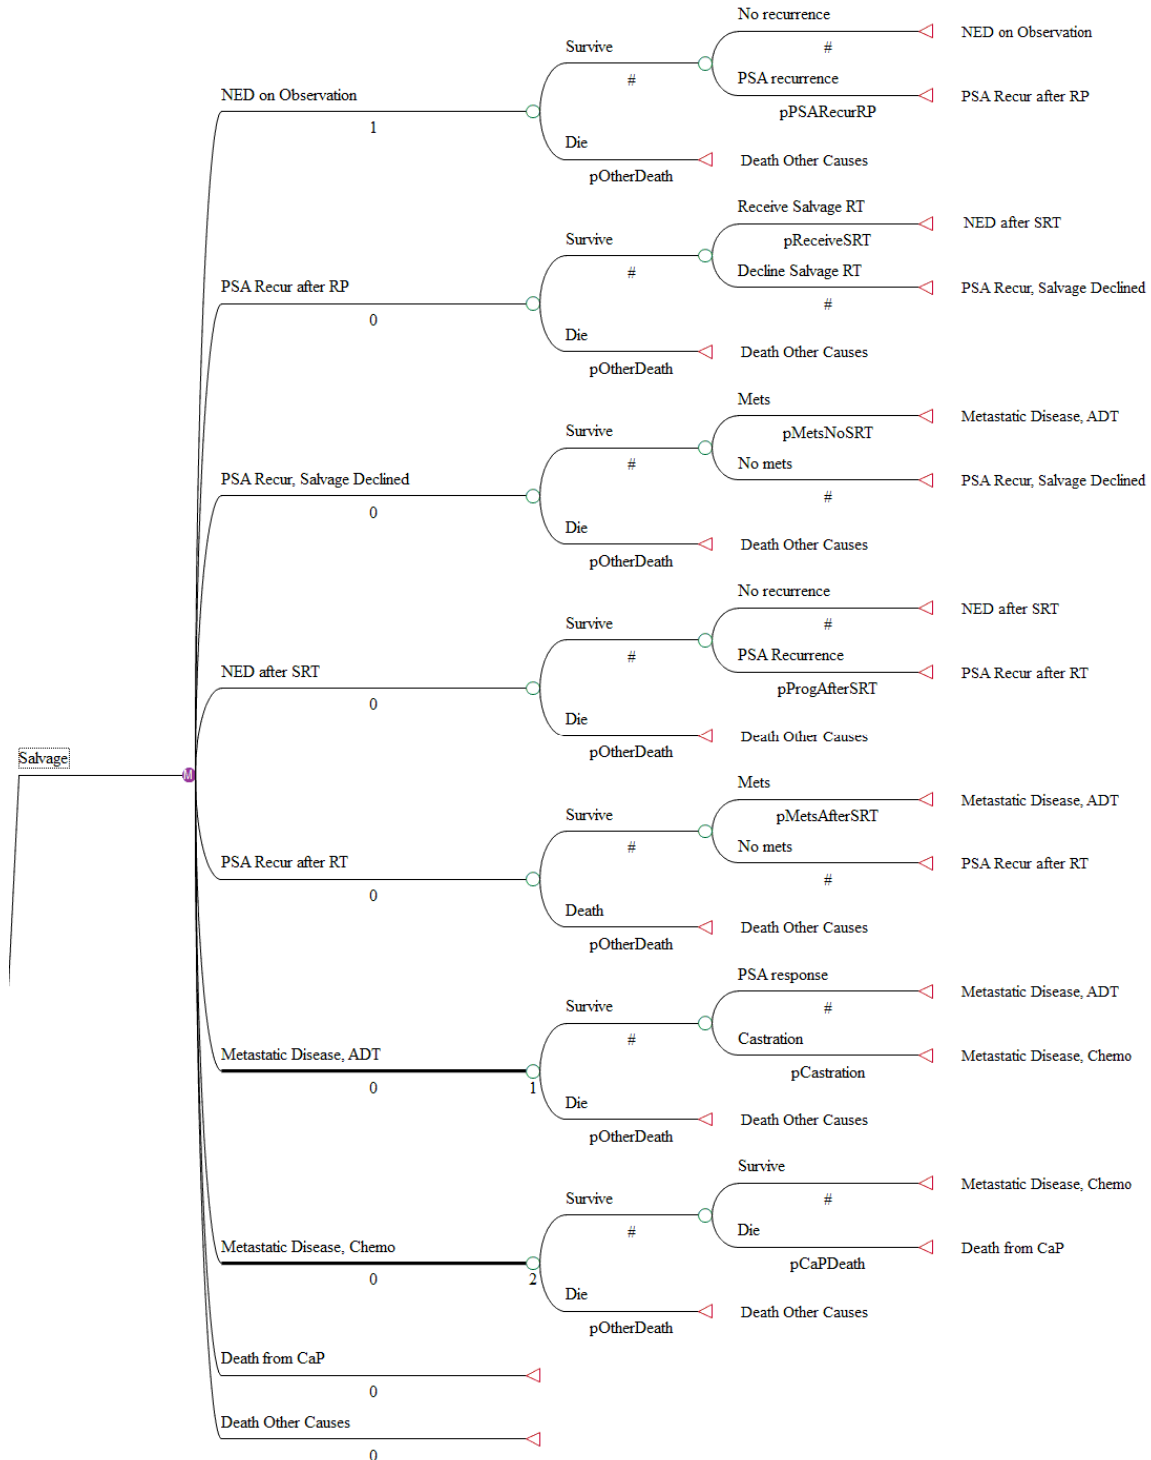 No recurrence
NED on Observation
Survive
#
#
PSA recurrence
NED on Observation
PSA Recur after RP
1
pPSARecurRP
Die
Death Other Causes
pOtherDeath
Receive Salvage RT
NED after SRT
Survive
pReceiveSRT
#
Decline Salvage RT
PSA Recur after RP
PSA Recur, Salvage Declined
0
#
Die
Death Other Causes
pOtherDeath
Mets
Metastatic Disease, ADT
Survive
pMetsNoSRT
#
No mets
PSA Recur, Salvage Declined
PSA Recur, Salvage Declined
0
#
Die
Death Other Causes
pOtherDeath
No recurrence
NED after SRT
Survive
#
#
PSA Recurrence
NED after SRT
PSA Recur after RT
0
pProgAfterSRT
Die
Death Other Causes
pOtherDeath
Salvage
M
Mets
Metastatic Disease, ADT
Survive
pMetsAfterSRT
#
No mets
PSA Recur after RT
PSA Recur after RT
0
#
Death
Death Other Causes
pOtherDeath
PSA response
Metastatic Disease, ADT
Survive
#
#
Castration
Metastatic Disease, ADT
Metastatic Disease, Chemo
0
1
pCastration
Die
Death Other Causes
pOtherDeath
Survive
Metastatic Disease, Chemo
Survive
#
#
Die
Metastatic Disease, Chemo
Death from CaP
0
2
pCaPDeath
Die
Death Other Causes
pOtherDeath
Death from CaP
0
Death Other Causes
0